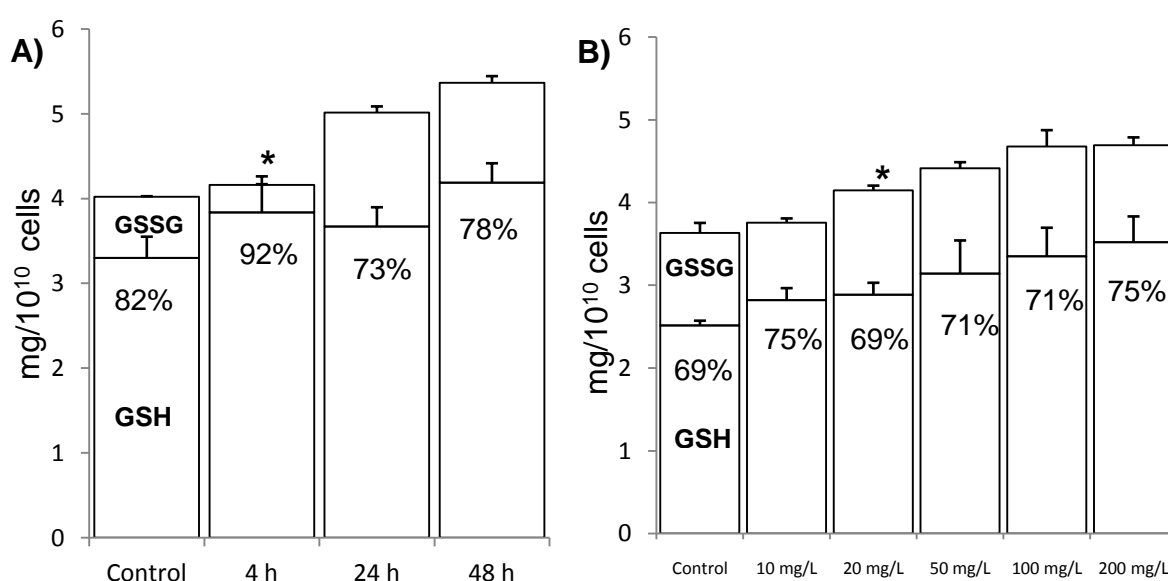 A)
mg/10¹⁰ cells
6
5
4
3
2
1
0
*
GSSG
82%
GSH
92%
73%
78%
Control 4 h 24 h 48 h
B)
mg/10¹⁰ cells
6
5
4
3
2
1
0
*
GSSG
69%
GSH
75%
69%
71%
71%
75%
Control 10 mg/L 20 mg/L 50 mg/L 100 mg/L 200 mg/L